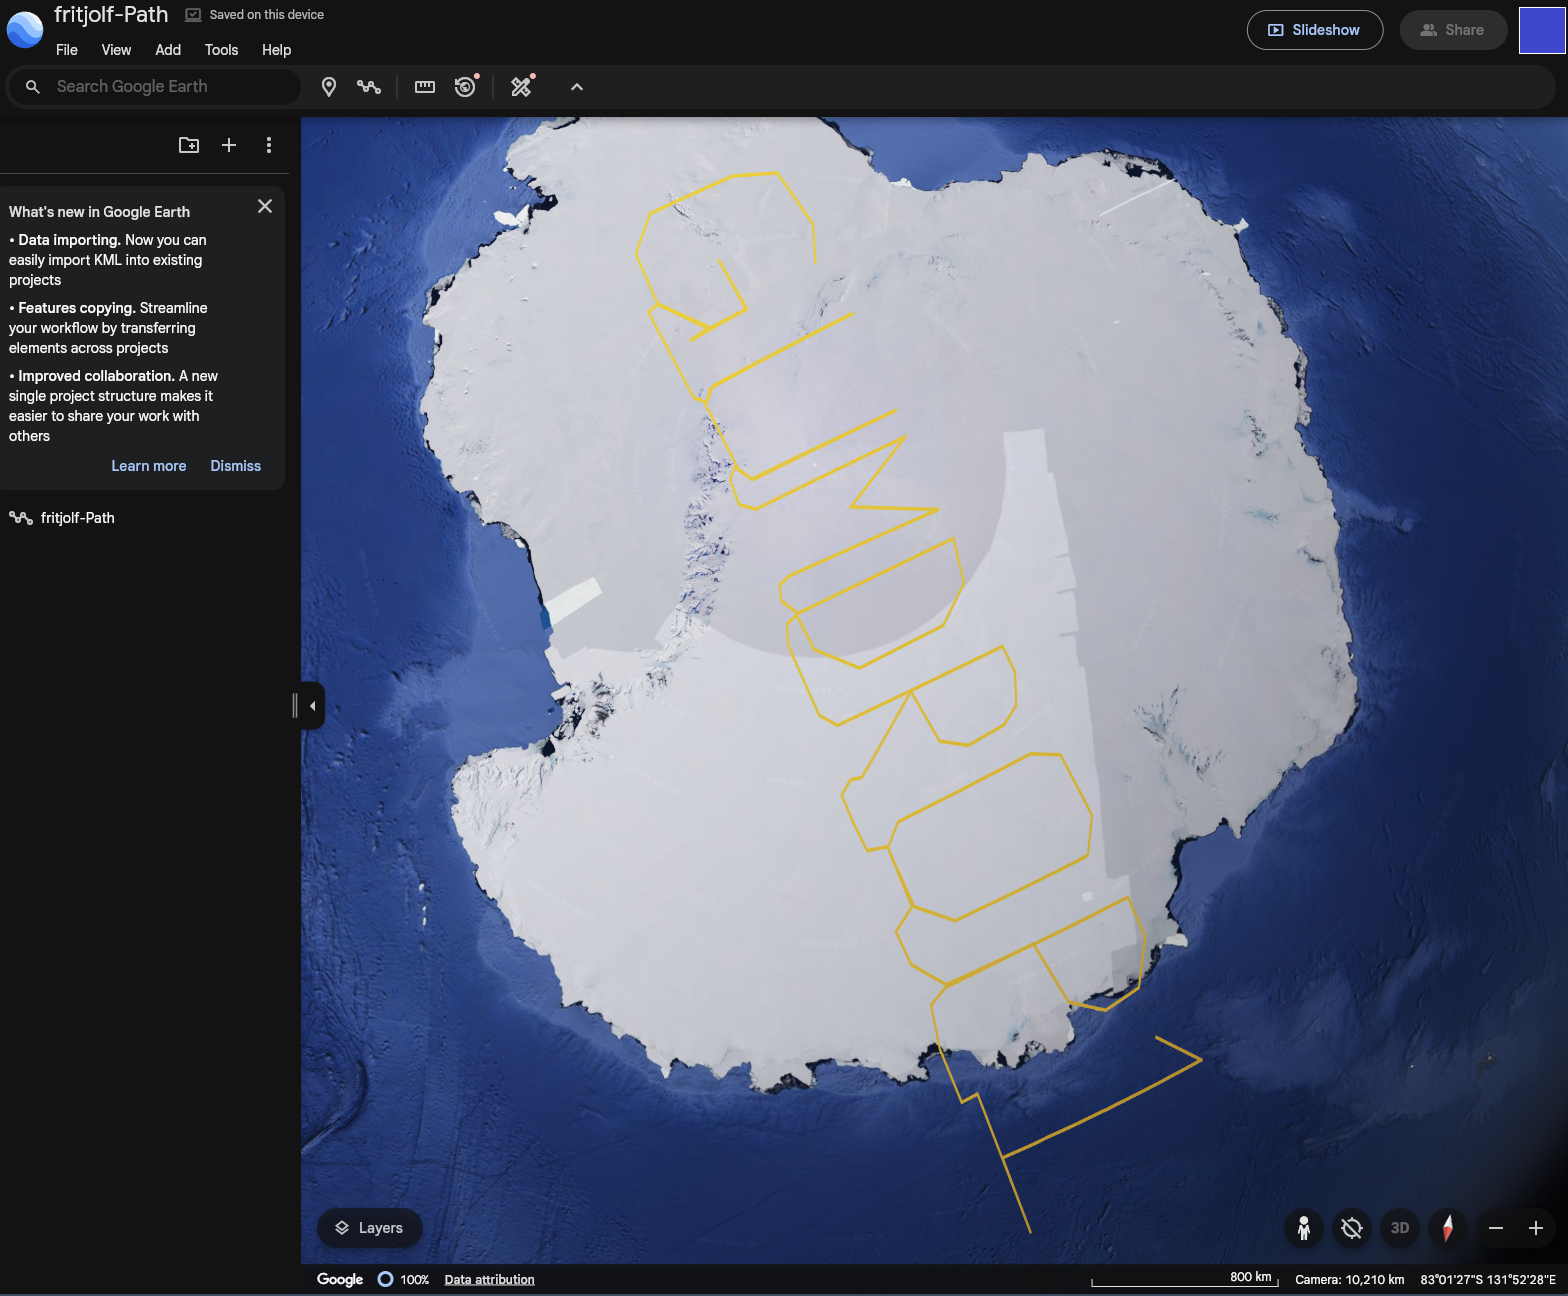 fritjolf-Path
Saved on this device
File View Add Tools Help
Slideshow
Share
Search Google Earth
What's new in Google Earth
• Data importing. Now you can
easily import KML into existing
projects
• Features copying. Streamline
your workflow by transferring
elements across projects
• Improved collaboration. A new
single project structure makes it
easier to share your work with
others
Learn more Dismiss
fritjolf-Path
GUMDROP1
Layers
3D
Google 100% Data attribution
800 km Camera: 10,210 km 83°01'27"S 131°52'28"E